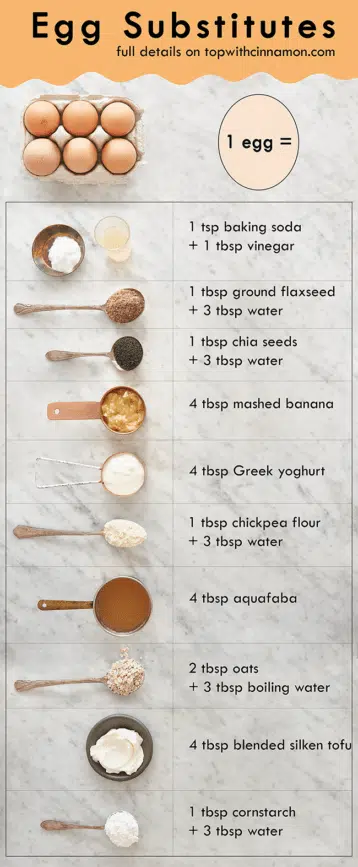 Egg Substitutes
full details on topwithcinnamon.com
1 egg =
1 tsp baking soda
+ 1 tbsp vinegar
1 tbsp ground flaxseed
+ 3 tbsp water
1 tbsp chia seeds
+ 3 tbsp water
4 tbsp mashed banana
4 tbsp Greek yoghurt
1 tbsp chickpea flour
+ 3 tbsp water
4 tbsp aquafaba
2 tbsp oats
+ 3 tbsp boiling water
4 tbsp blended silken tofu
1 tbsp cornstarch
+ 3 tbsp water